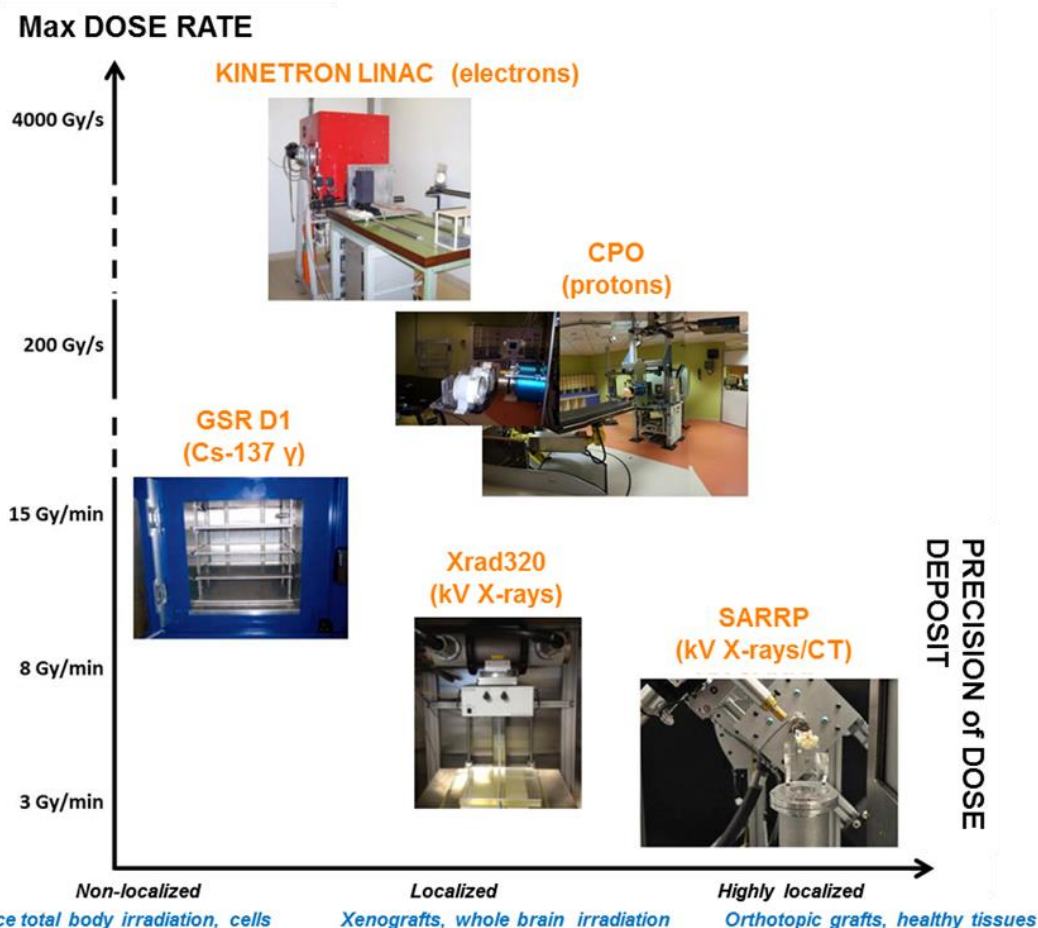 Max DOSE RATE
KINETRON LINAC (electrons)
4000 Gy/s
CPO
(protons)
200 Gy/s
GSR D1
(Cs-137 γ)
15 Gy/min
Xrad320
(kV X-rays)
SARRP
(kV X-rays/CT)
8 Gy/min
3 Gy/min
PRECISION of DOSE
DEPOSIT
Non-localized
Localized
Highly localized
total body irradiation, cells
Xenografts, whole brain irradiation
Orthotopic grafts, healthy tissues